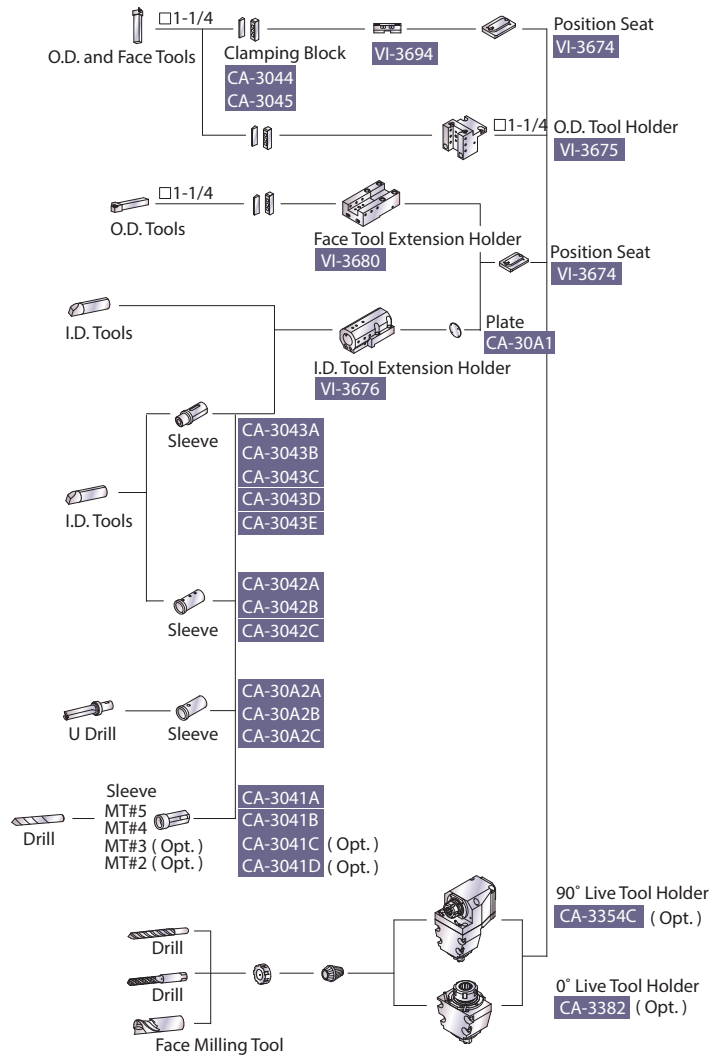 □1-1/4
O.D. and Face Tools
Clamping Block
CA-3044
CA-3045
VI-3694
Position Seat
VI-3674
□1-1/4
O.D. Tool Holder
VI-3675
□1-1/4
O.D. Tools
Face Tool Extension Holder
VI-3680
Position Seat
VI-3674
I.D. Tools
Plate
CA-30A1
I.D. Tool Extension Holder
VI-3676
Sleeve
CA-3043A
CA-3043B
CA-3043C
CA-3043D
CA-3043E
I.D. Tools
Sleeve
CA-3042A
CA-3042B
CA-3042C
U Drill
Sleeve
CA-30A2A
CA-30A2B
CA-30A2C
Drill
Sleeve
MT#5
MT#4
MT#3 ( Opt. )
MT#2 ( Opt. )
CA-3041A
CA-3041B
CA-3041C ( Opt. )
CA-3041D ( Opt. )
90° Live Tool Holder
CA-3354C ( Opt. )
Drill
Drill
Face Milling Tool
0° Live Tool Holder
CA-3382 ( Opt. )